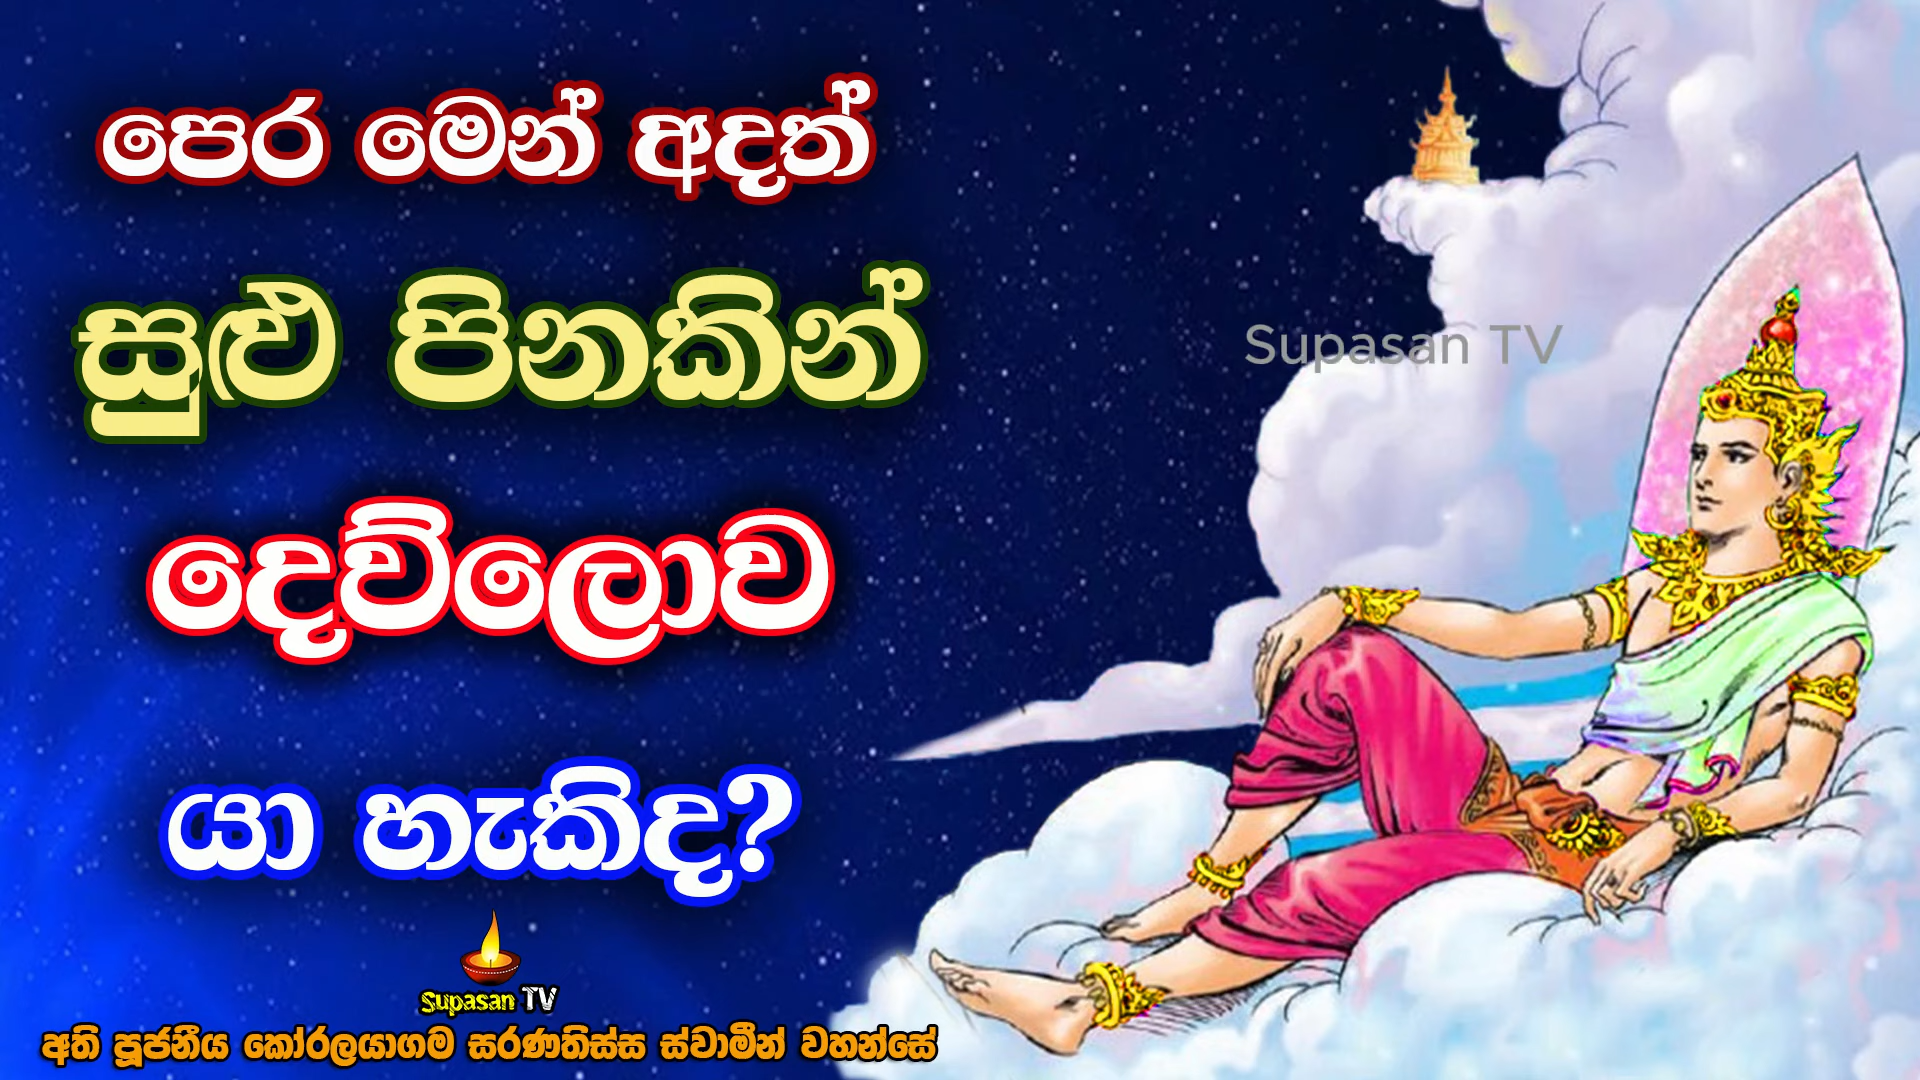 පෙර මෙන් අදත්
සුළු පිනකින්
Supasan TV
දෙව්ලොව
යා හැකිද?
Supasan TV
අති පූජනීය කෝරලයාගම සරණතිස්ස ස්වාමීන් වහන්සේ